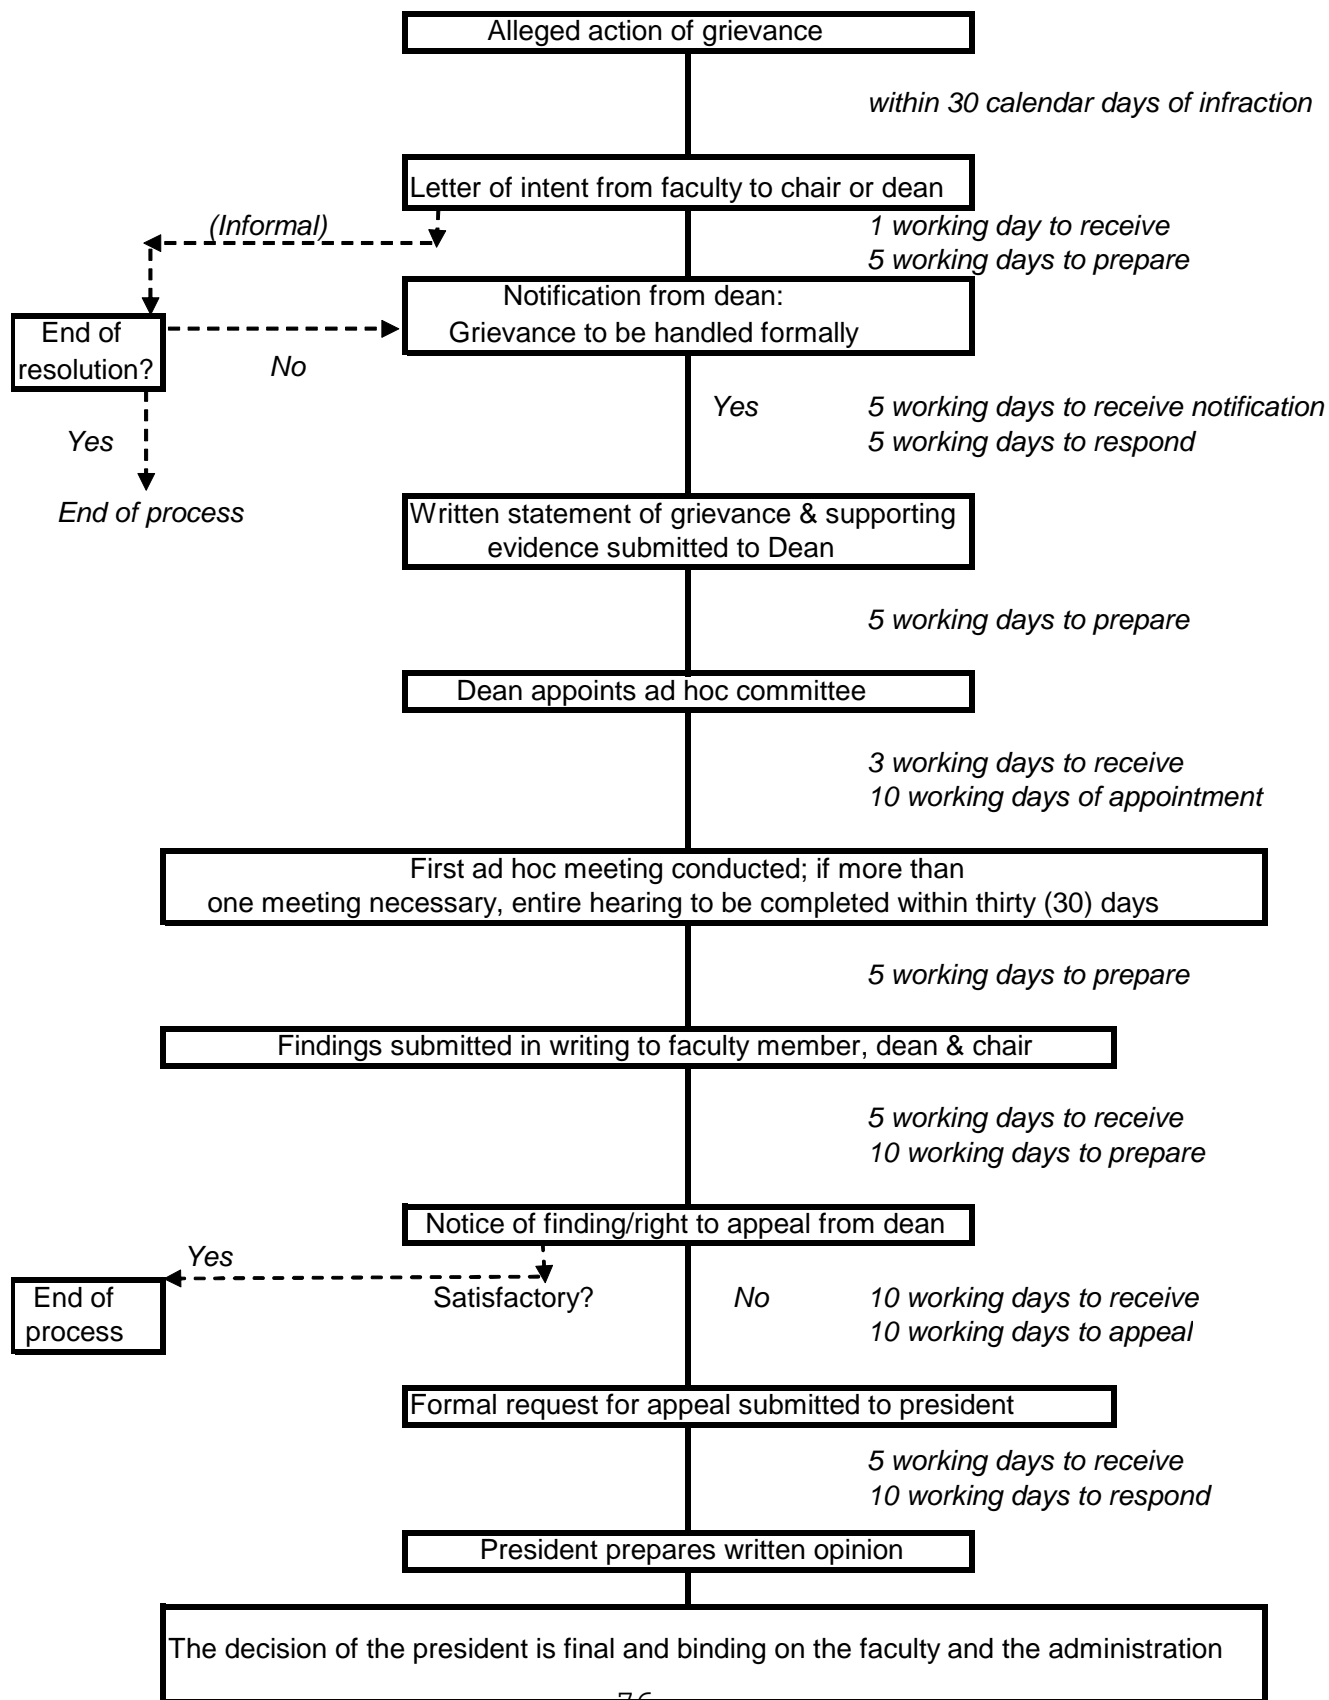 Alleged action of grievance
within 30 calendar days of infraction
Letter of intent from faculty to chair or dean
(Informal)
1 working day to receive
5 working days to prepare
Notification from dean:
Grievance to be handled formally
End of
resolution?
No
Yes
5 working days to receive notification
5 working days to respond
Yes
End of process
Written statement of grievance & supporting
evidence submitted to Dean
5 working days to prepare
Dean appoints ad hoc committee
3 working days to receive
10 working days of appointment
First ad hoc meeting conducted; if more than
one meeting necessary, entire hearing to be completed within thirty (30) days
5 working days to prepare
Findings submitted in writing to faculty member, dean & chair
5 working days to receive
10 working days to prepare
Notice of finding/right to appeal from dean
Yes
End of
process
Satisfactory?
No
10 working days to receive
10 working days to appeal
Formal request for appeal submitted to president
5 working days to receive
10 working days to respond
President prepares written opinion
The decision of the president is final and binding on the faculty and the administration